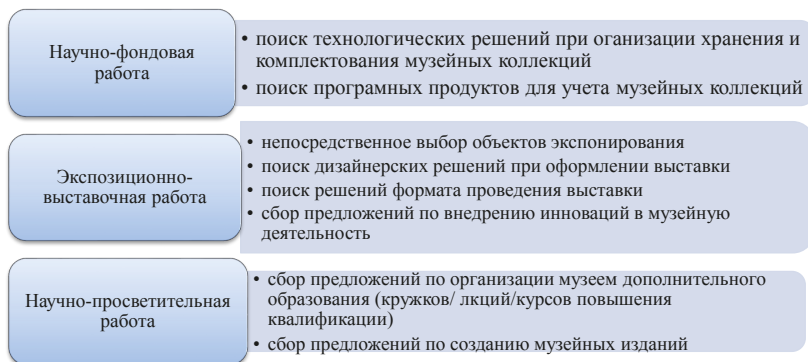 Научно-фондовая
работа
• поиск технологических решений при оганизации хранения и
комплектования музейных коллекций
• поиск програмных продуктов для учета музейных коллекций
Экспозиционно-
выставочная работа
• непосредственное выбор объектов экспонирования
• поиск дизайнерских решений при оформлении выставки
• поиск решений формата проведения выставки
• сбор предложений по внедрению инноваций в музейную
деятельность
Научно-просветительная
работа
• сбор предложений по организации музеем дополнительного
образования (кружков/ лкций/курсов повышения
квалификации)
• сбор предложений по созданию музейных изданий